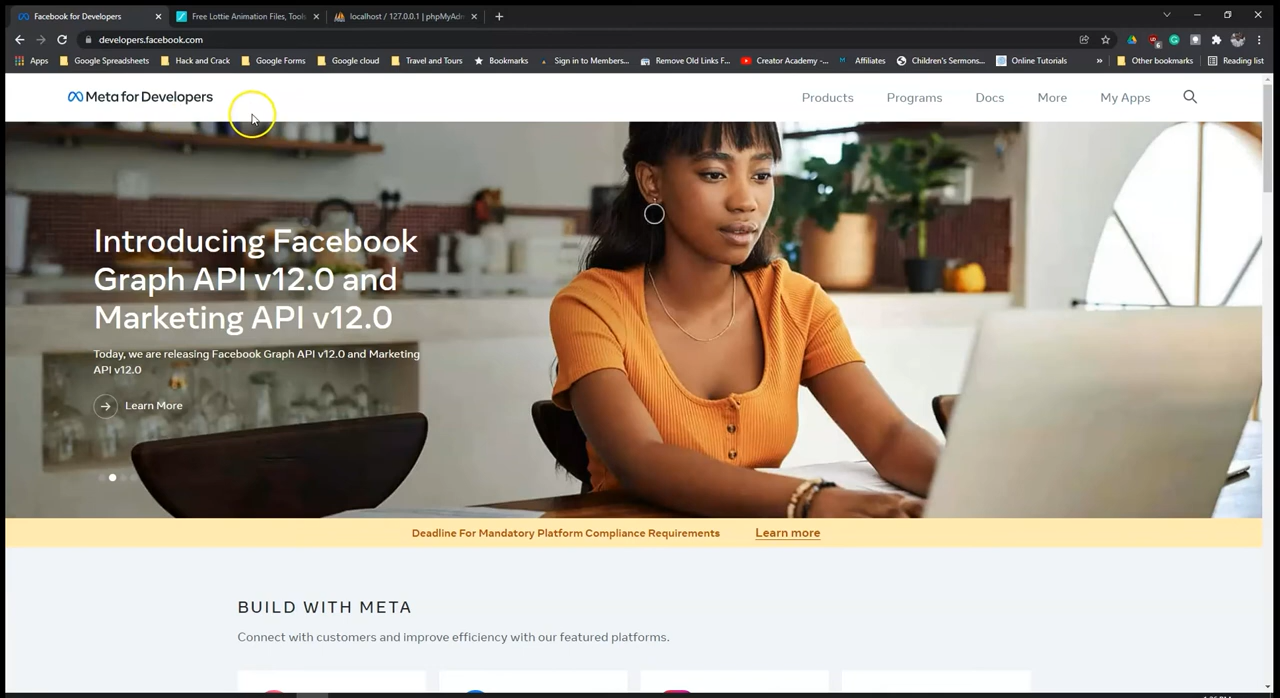 Facebook for Developers
Free Lottie Animation Files, Tools
localhost / 127.0.0.1 | phpMyAdm
developers.facebook.com
Apps Google Spreadsheets Hack and Crack Google Forms Google cloud Travel and Tours Bookmarks Sign in to Members... Remove Old Links F... Creator Academy -... Affiliates Children's Sermons... Online Tutorials » Other bookmarks Reading list
Meta for Developers
Products Programs Docs More My Apps
Introducing Facebook
Graph API v12.0 and
Marketing API v12.0
Today, we are releasing Facebook Graph API v12.0 and Marketing
API v12.0
Learn More
Deadline For Mandatory Platform Compliance Requirements Learn more
BUILD WITH META
Connect with customers and improve efficiency with our featured platforms.